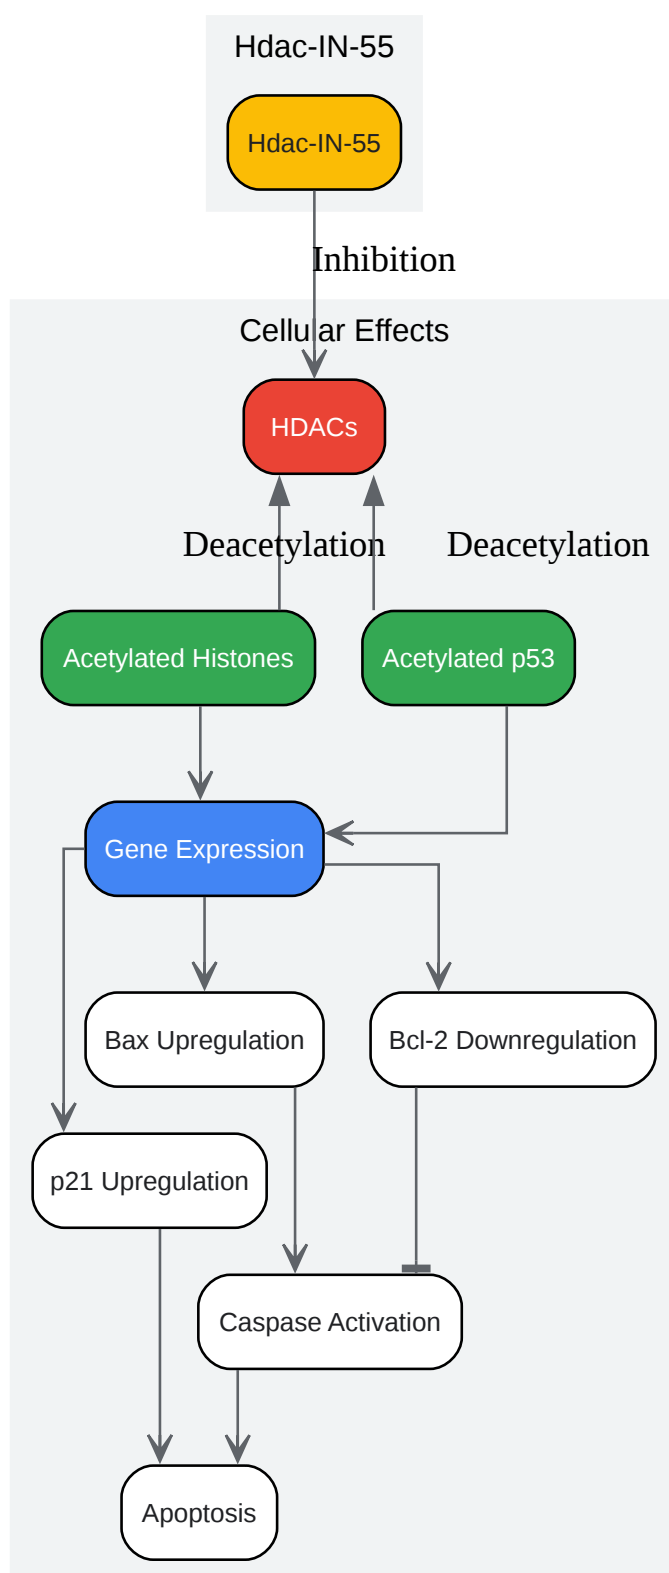 Hdac-IN-55
Hdac-IN-55
Inhibition
Cellular Effects
HDACs
Deacetylation
Deacetylation
Acetylated Histones
Acetylated p53
Gene Expression
Bax Upregulation
Bcl-2 Downregulation
p21 Upregulation
Caspase Activation
Apoptosis